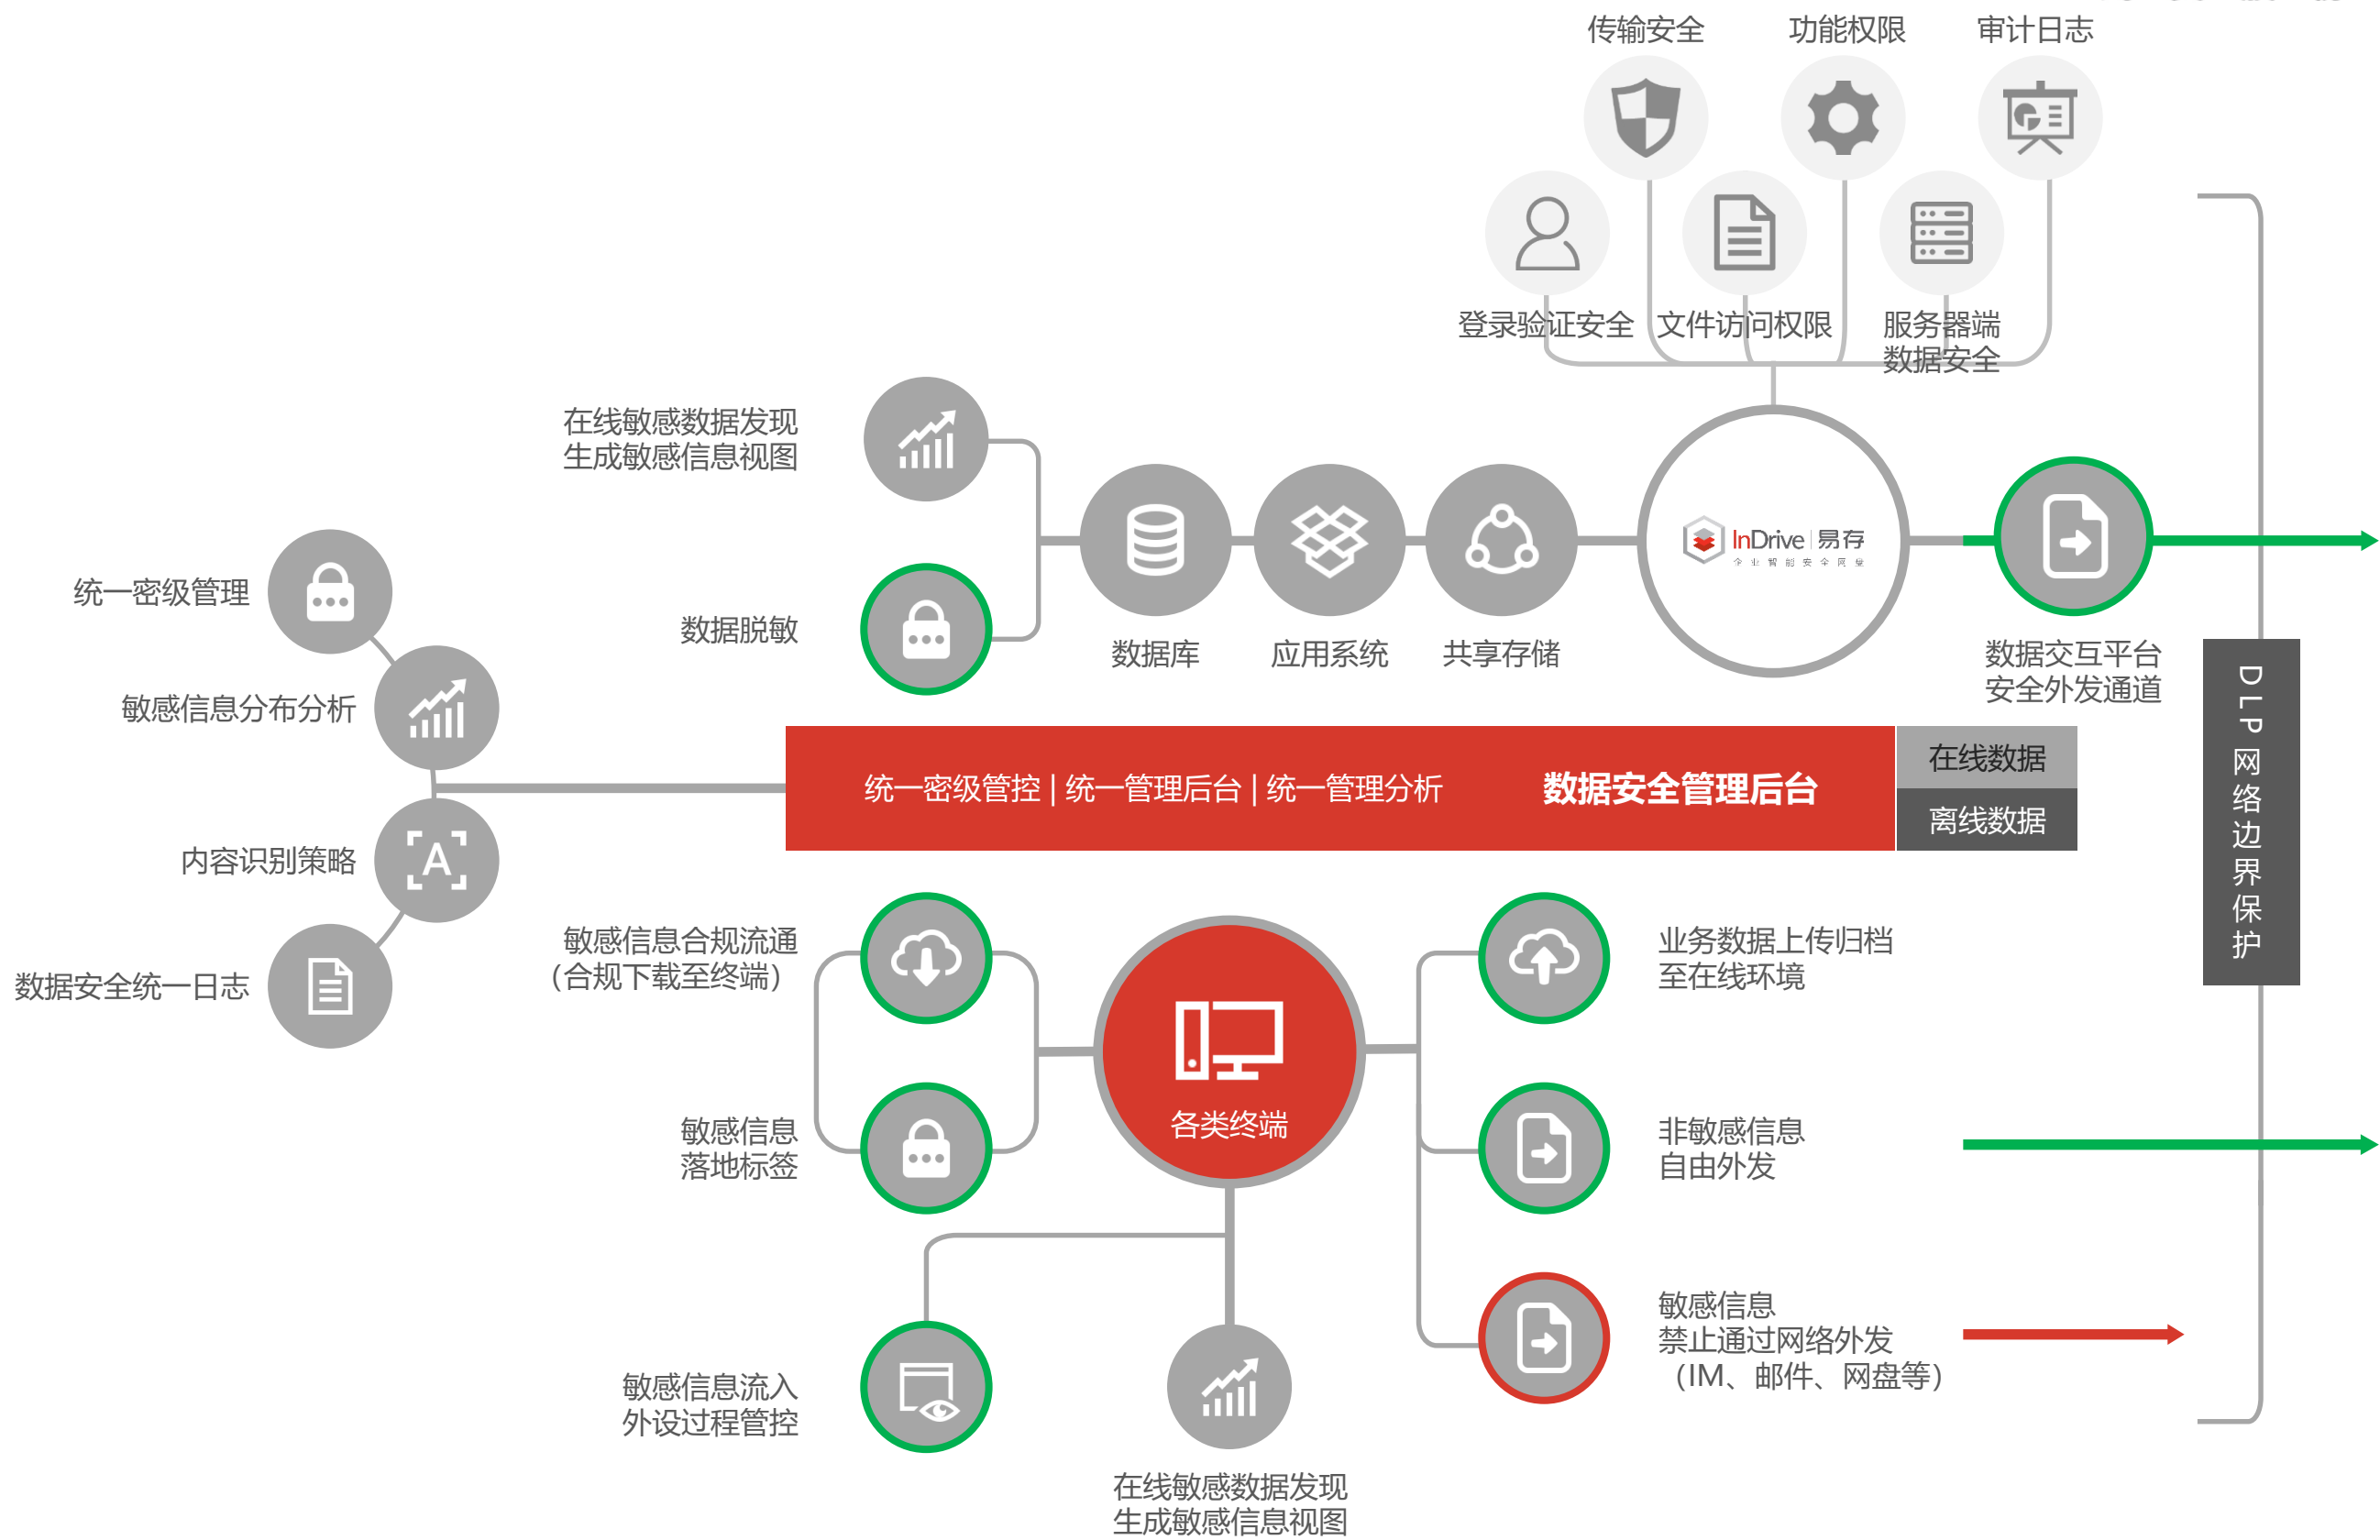 传输安全
功能权限
审计日志
登录验证安全
文件访问权限
服务器端
数据安全
在线敏感数据发现
生成敏感信息视图
统一密级管理
数据脱敏
数据库
应用系统
共享存储
InDrive | 易存
企业智能安全网盘
数据交互平台
安全外发通道
敏感信息分布分析
统一密级管控 | 统一管理后台 | 统一管理分析
数据安全管理后台
在线数据
离线数据
DLP网络边界保护
内容识别策略
数据安全统一日志
敏感信息合规流通
（合规下载至终端）
敏感信息
落地标签
各类终端
业务数据上传归档
至在线环境
非敏感信息
自由外发
敏感信息
禁止通过网络外发
（IM、邮件、网盘等）
敏感信息流入
外设过程管控
在线敏感数据发现
生成敏感信息视图